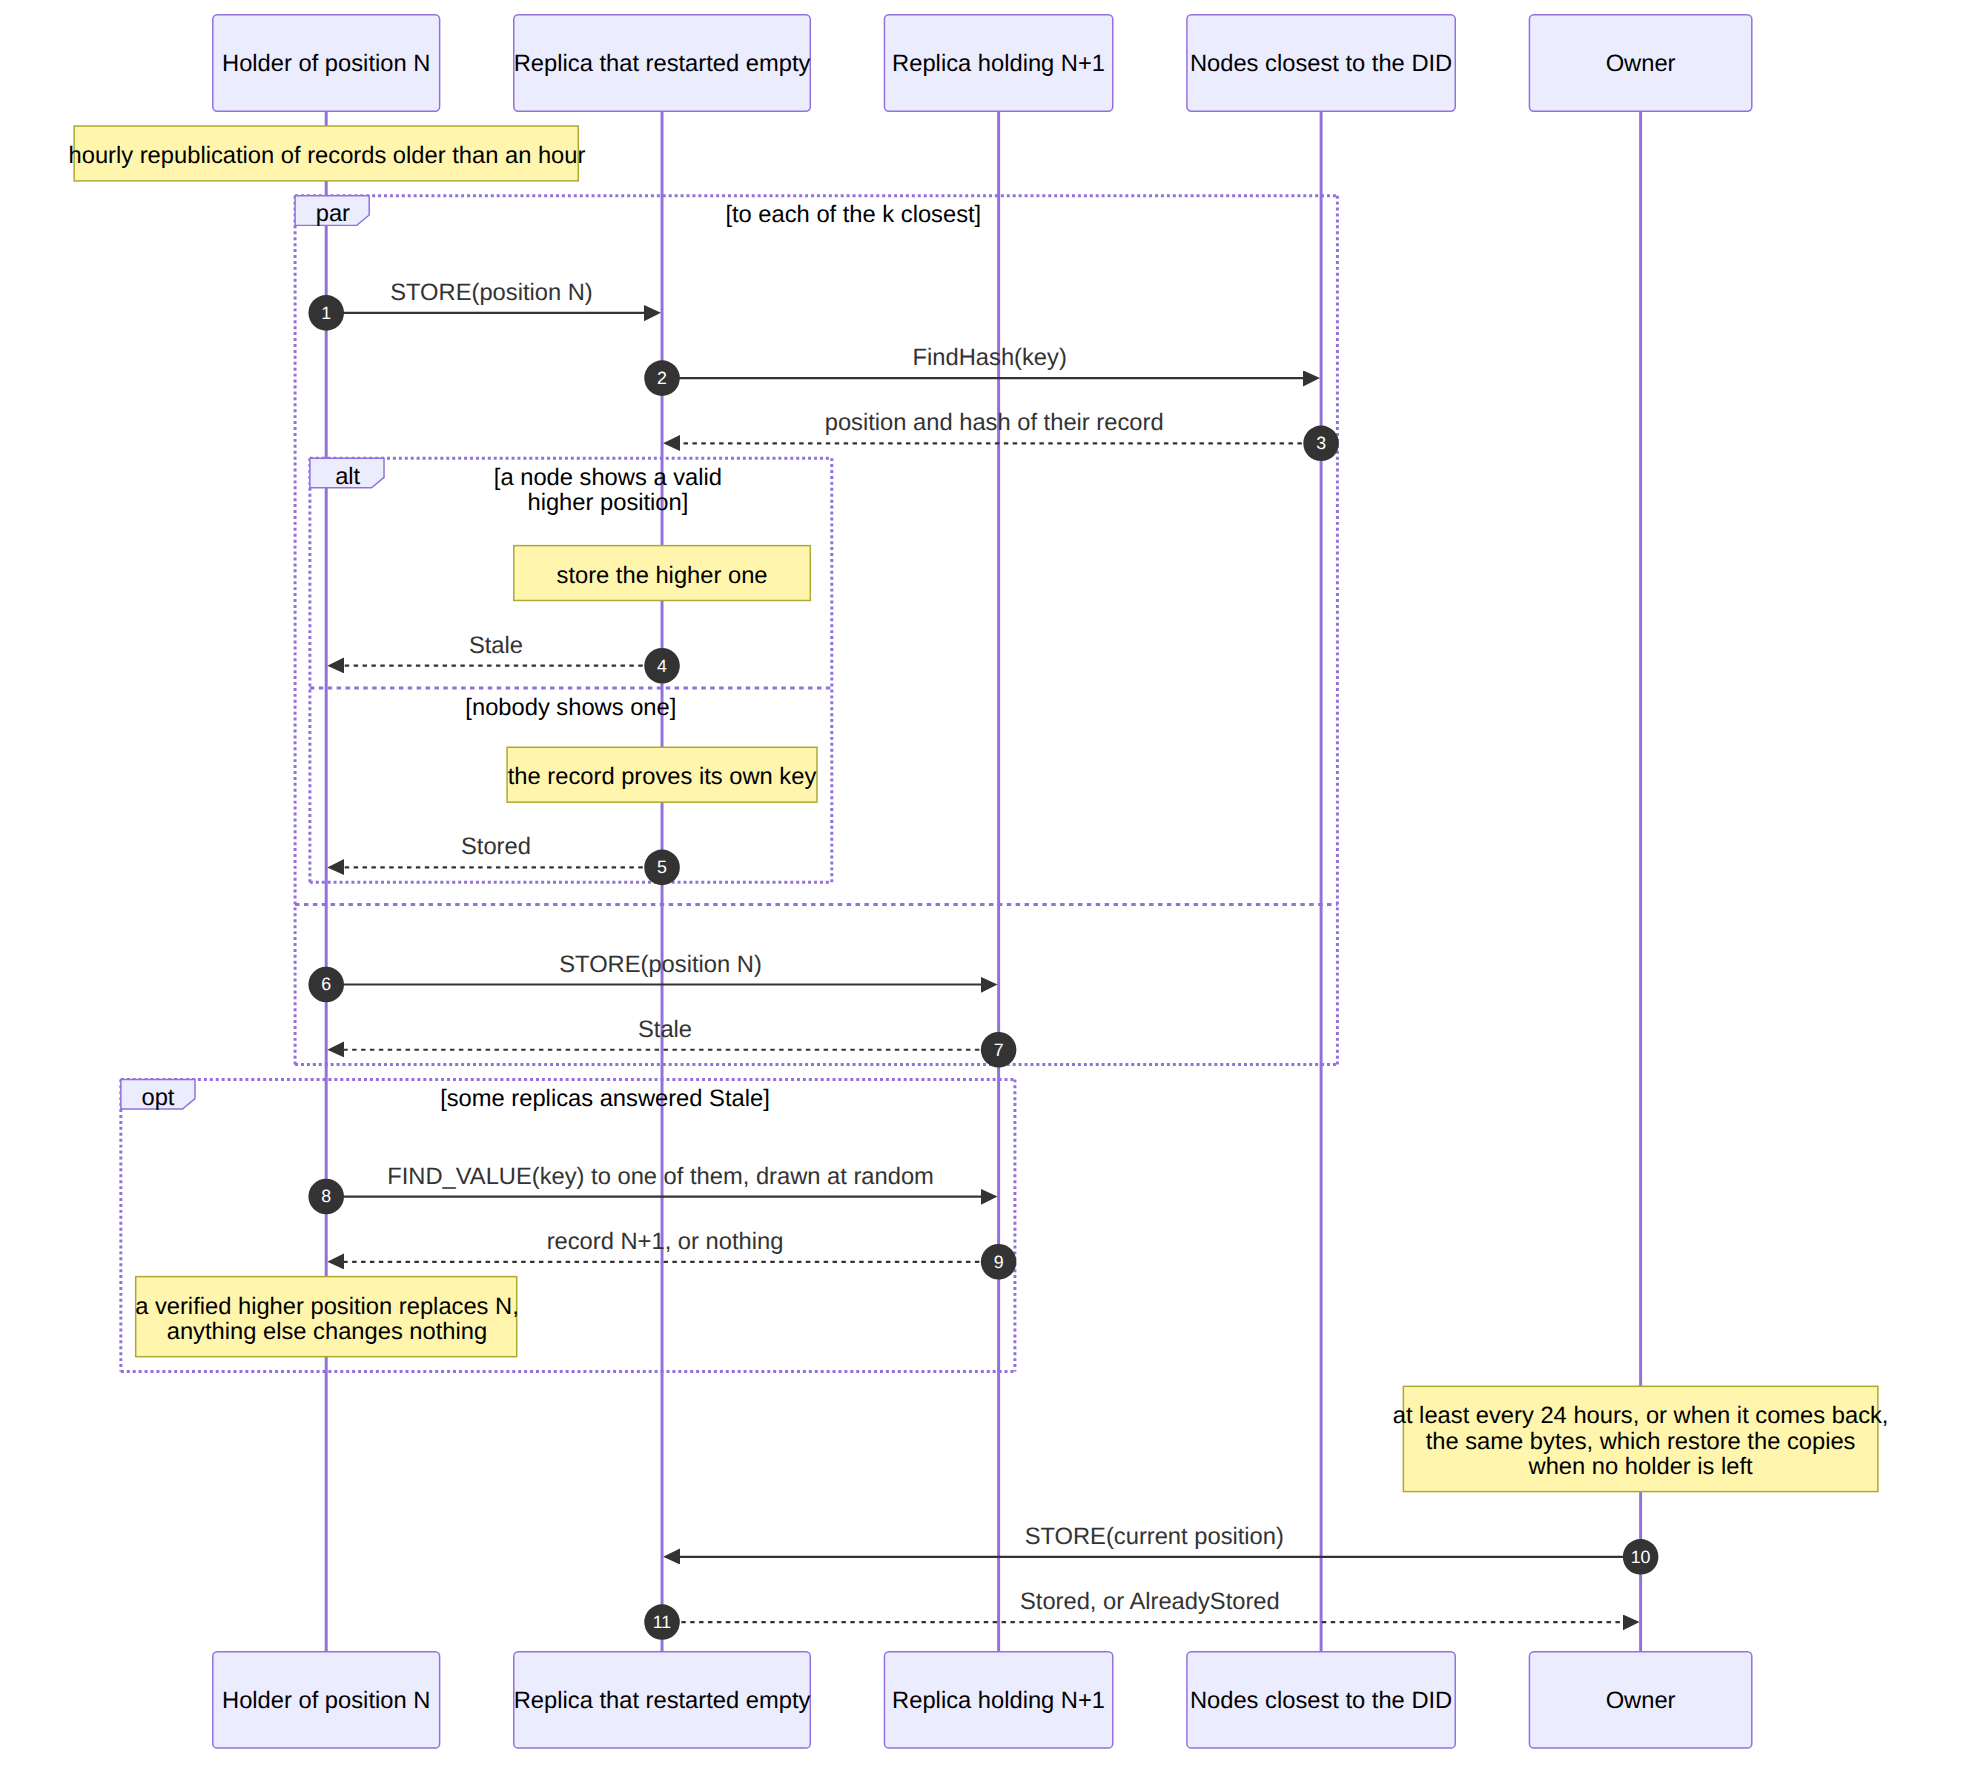 Holder of position N
Replica that restarted empty
Replica holding N+1
Nodes closest to the DID
Owner
hourly republication of records older than an hour
par
[to each of the k closest]
STORE(position N)
1
FindHash(key)
2
position and hash of their record
3
alt
[a node shows a valid
higher position]
store the higher one
Stale
4
[nobody shows one]
the record proves its own key
Stored
5
STORE(position N)
6
Stale
7
opt
[some replicas answered Stale]
FIND_VALUE(key) to one of them, drawn at random
8
record N+1, or nothing
9
a verified higher position replaces N,
anything else changes nothing
at least every 24 hours, or when it comes back,
the same bytes, which restore the copies
when no holder is left
STORE(current position)
10
Stored, or AlreadyStored
11
Holder of position N
Replica that restarted empty
Replica holding N+1
Nodes closest to the DID
Owner